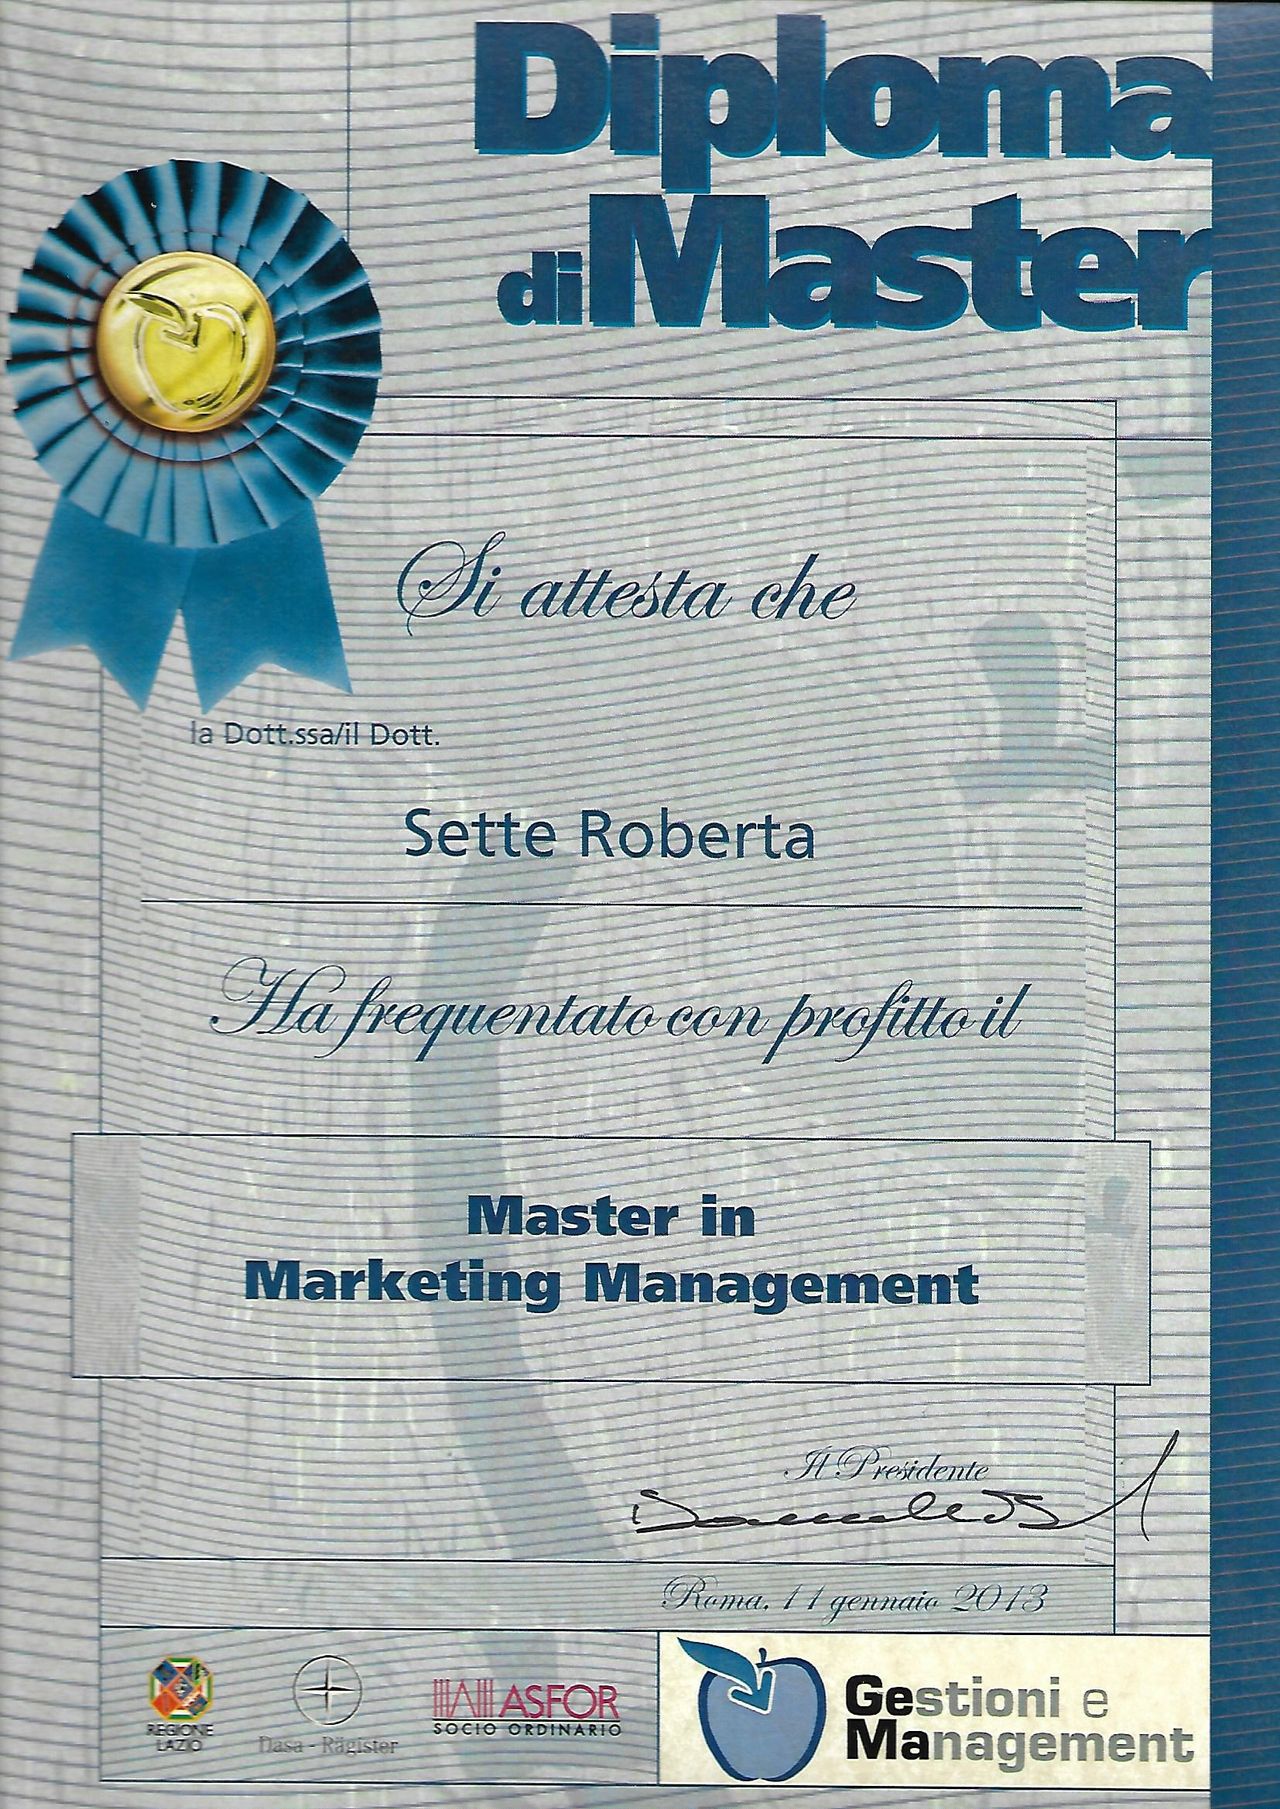 Diploma
di Master
Si attesta che
la Dott.ssa/il Dott.
Sette Roberta
Ha frequentato con profitto il
Master in
Marketing Management
Il Presidente
Roma, 11 gennaio 2013
REGIONE
LAZIO
Dasa - Rägister
ASFOR
SOCIO ORDINARIO
Gestioni e
Management